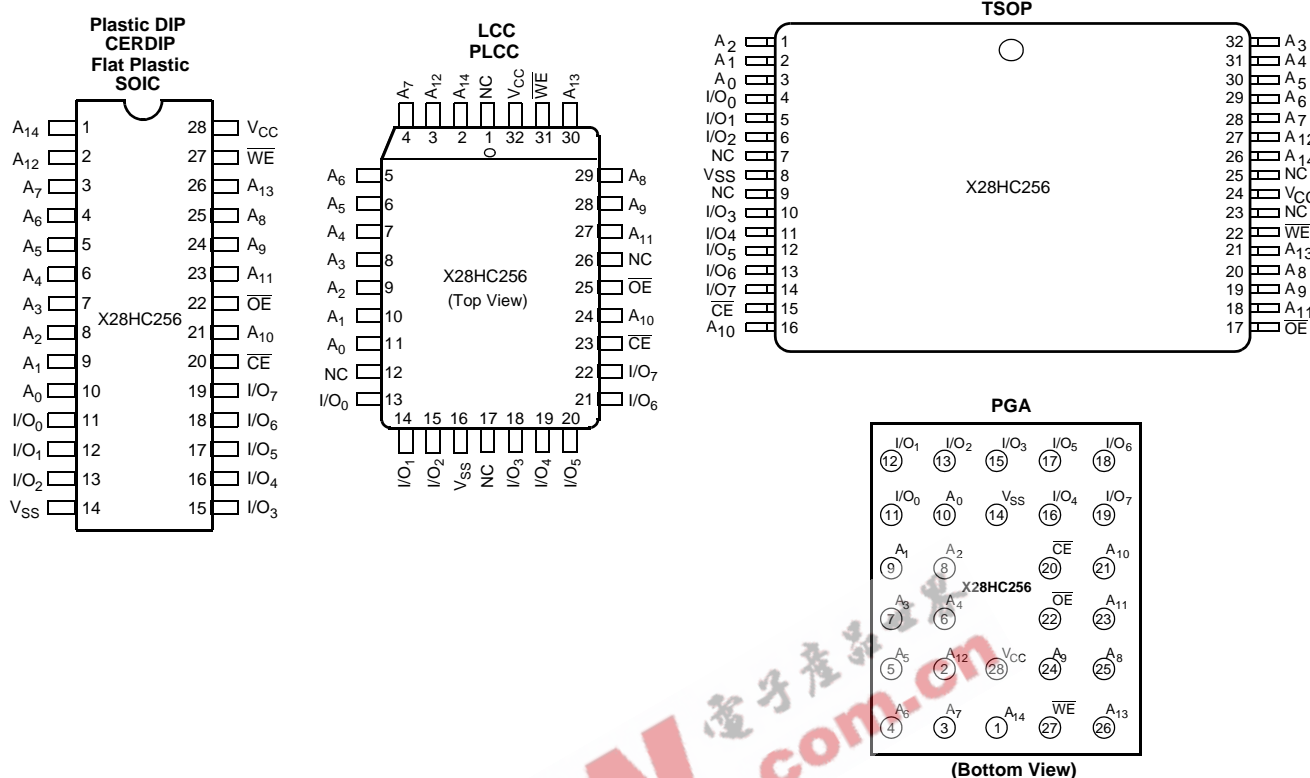 Plastic DIP
CERDIP
Flat Plastic
SOIC
A14 1 28 VCC
A12 2 27 WE
A7 3 26 A13
A6 4 25 A8
A5 5 24 A9
A4 6 23 A11
A3 7 22 OE
X28HC256
A2 8 21 A10
A1 9 20 CE
A0 10 19 I/O7
I/O0 11 18 I/O6
I/O1 12 17 I/O5
I/O2 13 16 I/O4
VSS 14 15 I/O3
LCC
PLCC
A7 A12 A14 NC VCC WE A13
4 3 2 1 32 31 30
A6 5 29 A8
A5 6 28 A9
A4 7 27 A11
A3 8 26 NC
X28HC256
(Top View)
A2 9 25 OE
A1 10 24 A10
A0 11 23 CE
NC 12 22 I/O7
I/O0 13 21 I/O6
14 15 16 17 18 19 20
I/O1 I/O2 VSS NC I/O3 I/O4 I/O5
TSOP
A2 1 32 A3
A1 2 31 A4
A0 3 30 A5
I/O0 4 29 A6
I/O1 5 28 A7
I/O2 6 27 A12
NC 7 26 A14
VSS 8 25 NC
X28HC256
NC 9 24 VCC
I/O3 10 23 NC
I/O4 11 22 WE
I/O5 12 21 A13
I/O6 13 20 A8
I/O7 14 19 A9
CE 15 18 A11
A10 16 17 OE
PGA
I/O1 I/O2 I/O3 I/O5 I/O6
12 13 15 17 18
I/O0 A0 VSS I/O4 I/O7
11 10 14 16 19
A1 A2 CE A10
9 8 20 21
X28HC256
A3 A4 OE A11
7 6 22 23
A5 A12 VCC A9 A8
5 2 28 24 25
A6 A7 A14 WE A13
4 3 1 27 26
(Bottom View)
電子產品世界
.com.cn